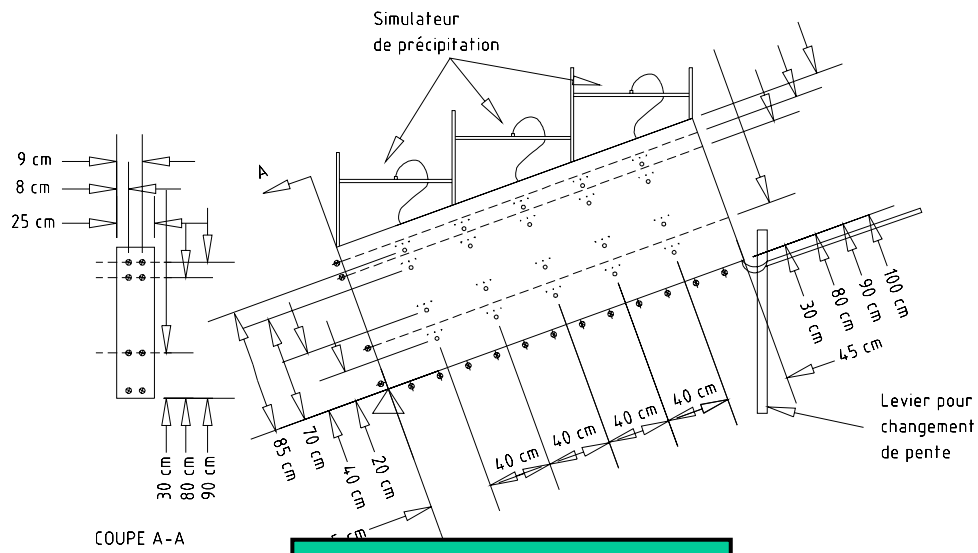 Simulateur
de précipitation
A
9 cm
8 cm
25 cm
30 cm
80 cm
90 cm
COUPE A-A
85 cm
70 cm
40 cm
20 cm
40 cm
40 cm
40 cm
40 cm
30 cm
80 cm
90 cm
100 cm
45 cm
Levier pour
changement
de pente